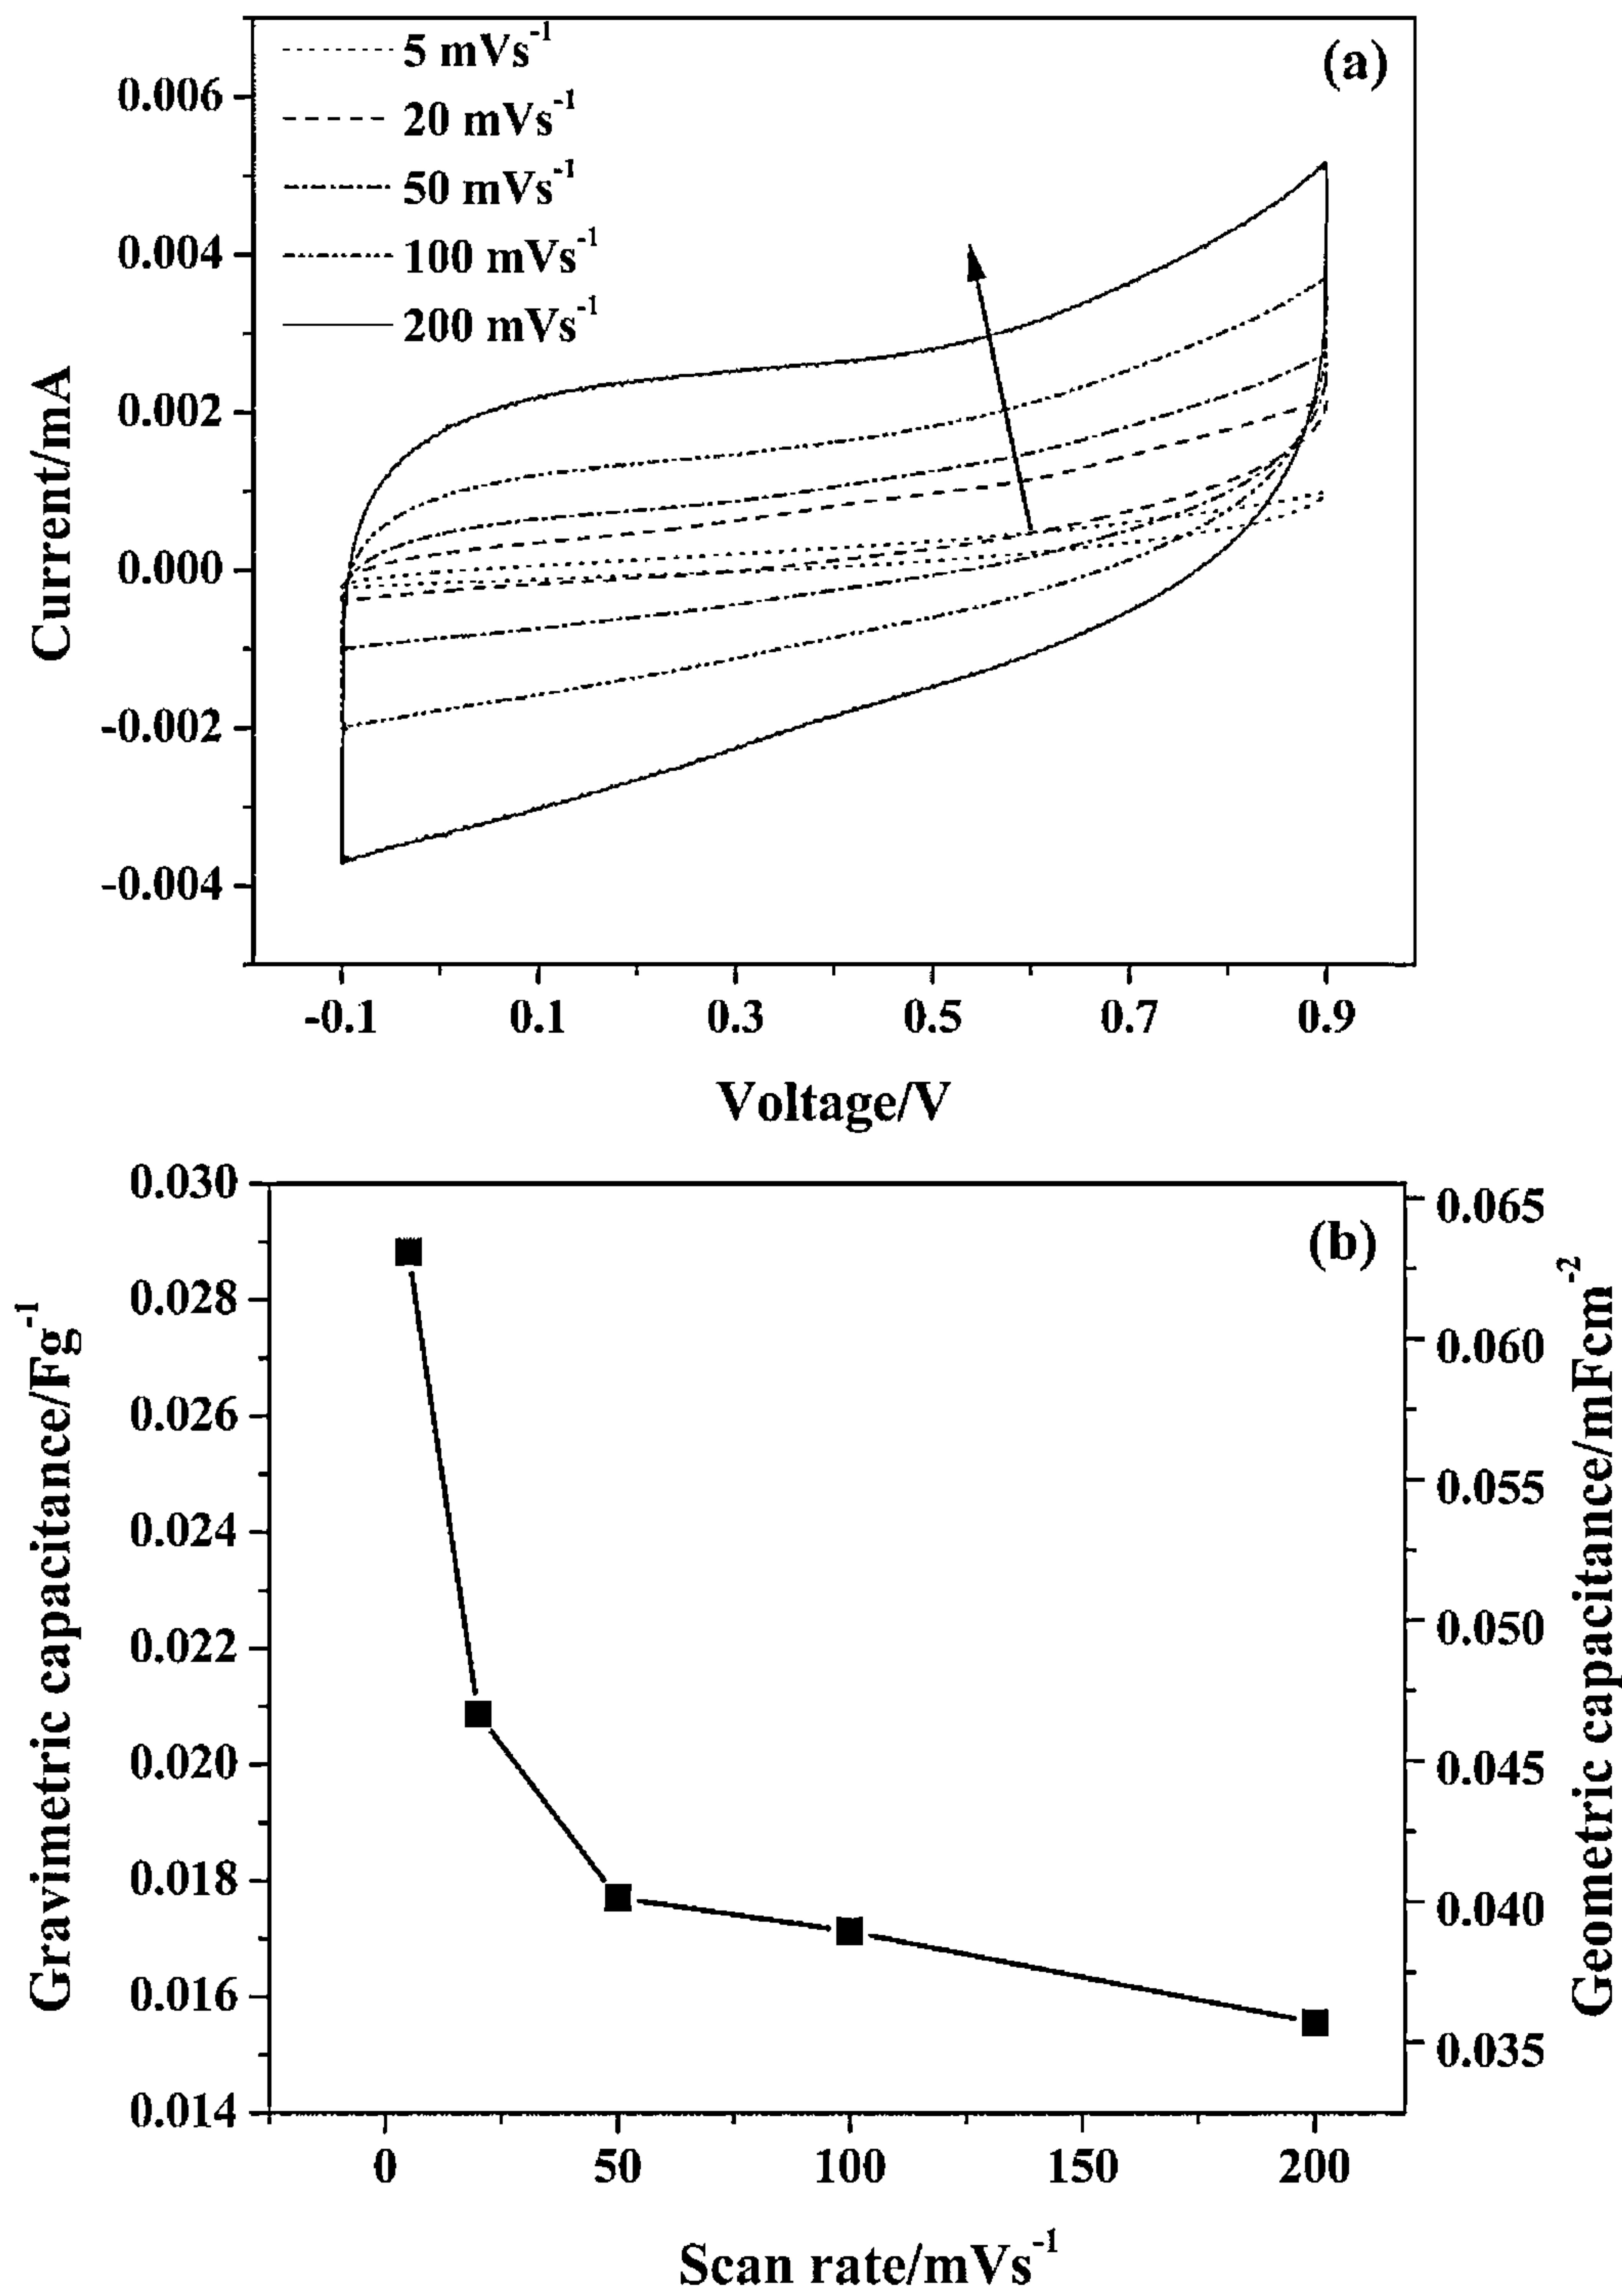 (a)
5 mVs-1
20 mVs-1
50 mVs-1
100 mVs-1
200 mVs-1
0.006
0.004
0.002
0.000
-0.002
-0.004
Current/mA
-0.1 0.1 0.3 0.5 0.7 0.9
Voltage/V
(b)
0.030
0.028
0.026
0.024
0.022
0.020
0.018
0.016
0.014
Gravimetric capacitance/Fg-1
0.065
0.060
0.055
0.050
0.045
0.040
0.035
Geometric capacitance/mFcm-2
0 50 100 150 200
Scan rate/mVs-1